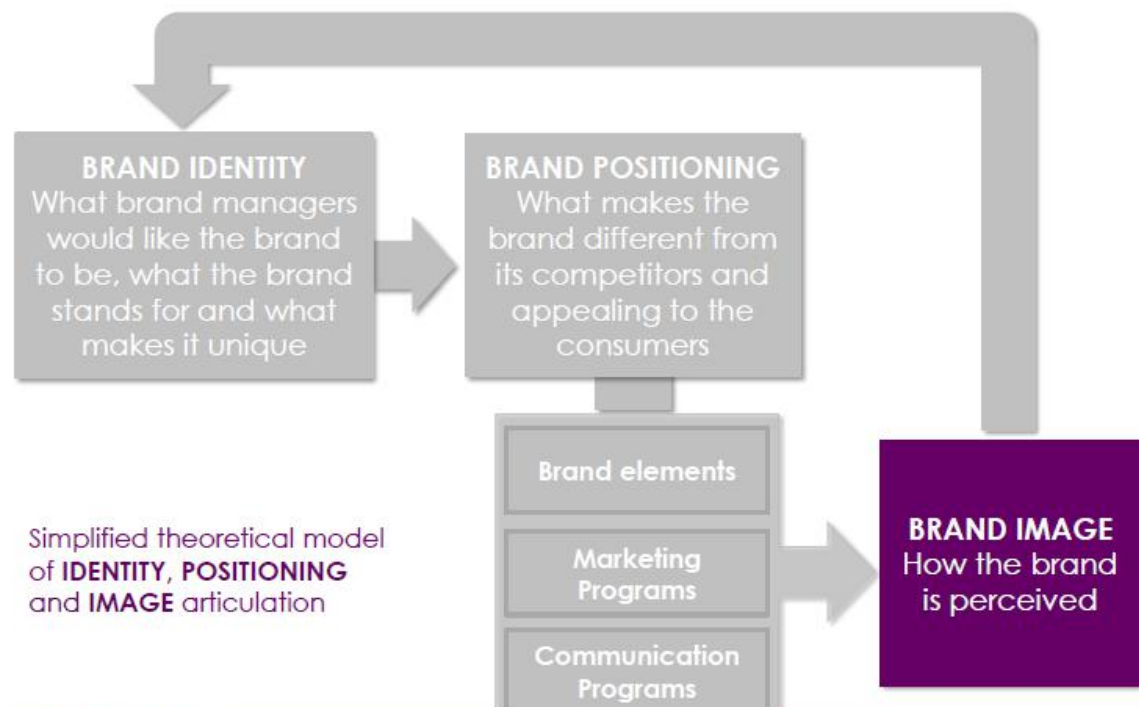 BRAND IDENTITY
What brand managers
would like the brand
to be, what the brand
stands for and what
makes it unique
BRAND POSITIONING
What makes the
brand different from
its competitors and
appealing to the
consumers
Brand elements
Marketing
Programs
Communication
Programs
BRAND IMAGE
How the brand
is perceived
Simplified theoretical model
of IDENTITY, POSITIONING
and IMAGE articulation